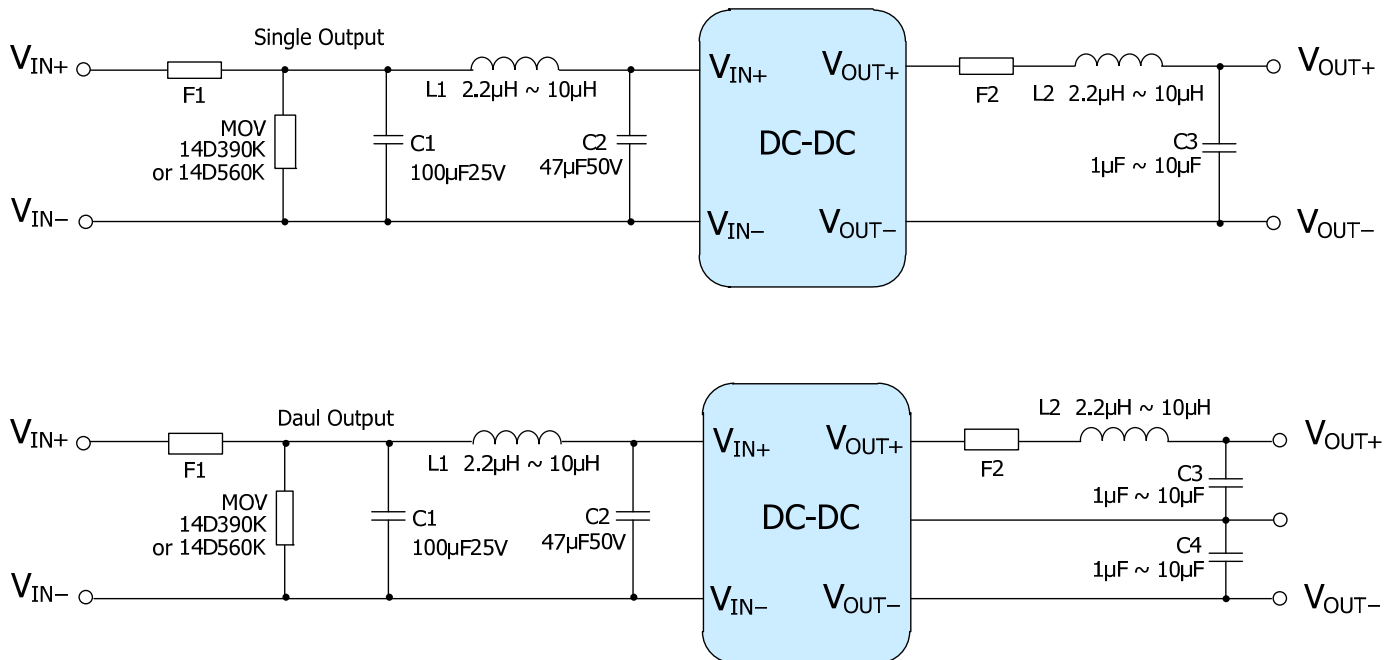 Single Output
VIN+
F1
L1 2.2µH ~ 10µH
MOV
14D390K
or 14D560K
C1
100µF25V
C2
47µF50V
VIN−
VIN+
VOUT+
DC-DC
VIN−
VOUT−
F2
L2 2.2µH ~ 10µH
C3
1µF ~ 10µF
VOUT+
VOUT−
Daul Output
VIN+
F1
L1 2.2µH ~ 10µH
MOV
14D390K
or 14D560K
C1
100µF25V
C2
47µF50V
VIN−
VIN+
VOUT+
DC-DC
VIN−
VOUT−
L2 2.2µH ~ 10µH
F2
C3
1µF ~ 10µF
C4
1µF ~ 10µF
VOUT+
VOUT−